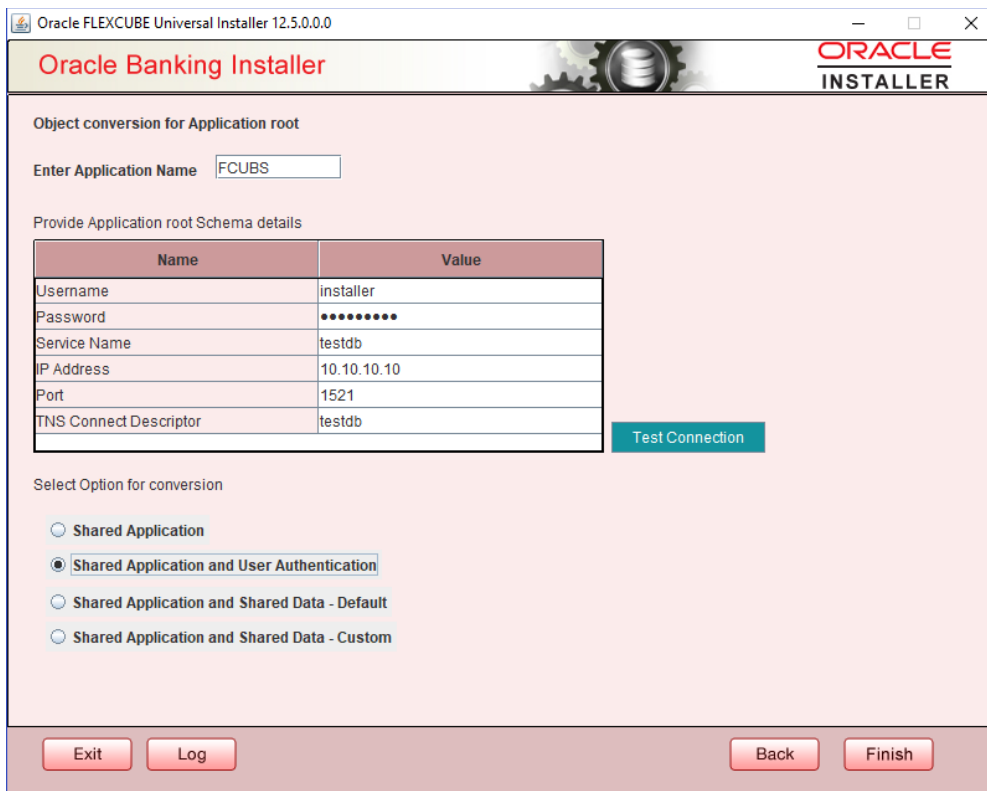 Oracle FLEXCUBE Universal Installer 12.5.0.0.0
Oracle Banking Installer
ORACLE
INSTALLER
Object conversion for Application root
Enter Application Name FCUBS
Provide Application root Schema details
Name Value
Username installer
Password •••••••••
Service Name testdb
IP Address 10.10.10.10
Port 1521
TNS Connect Descriptor testdb
Test Connection
Select Option for conversion
Shared Application
Shared Application and User Authentication
Shared Application and Shared Data - Default
Shared Application and Shared Data - Custom
Exit Log Back Finish